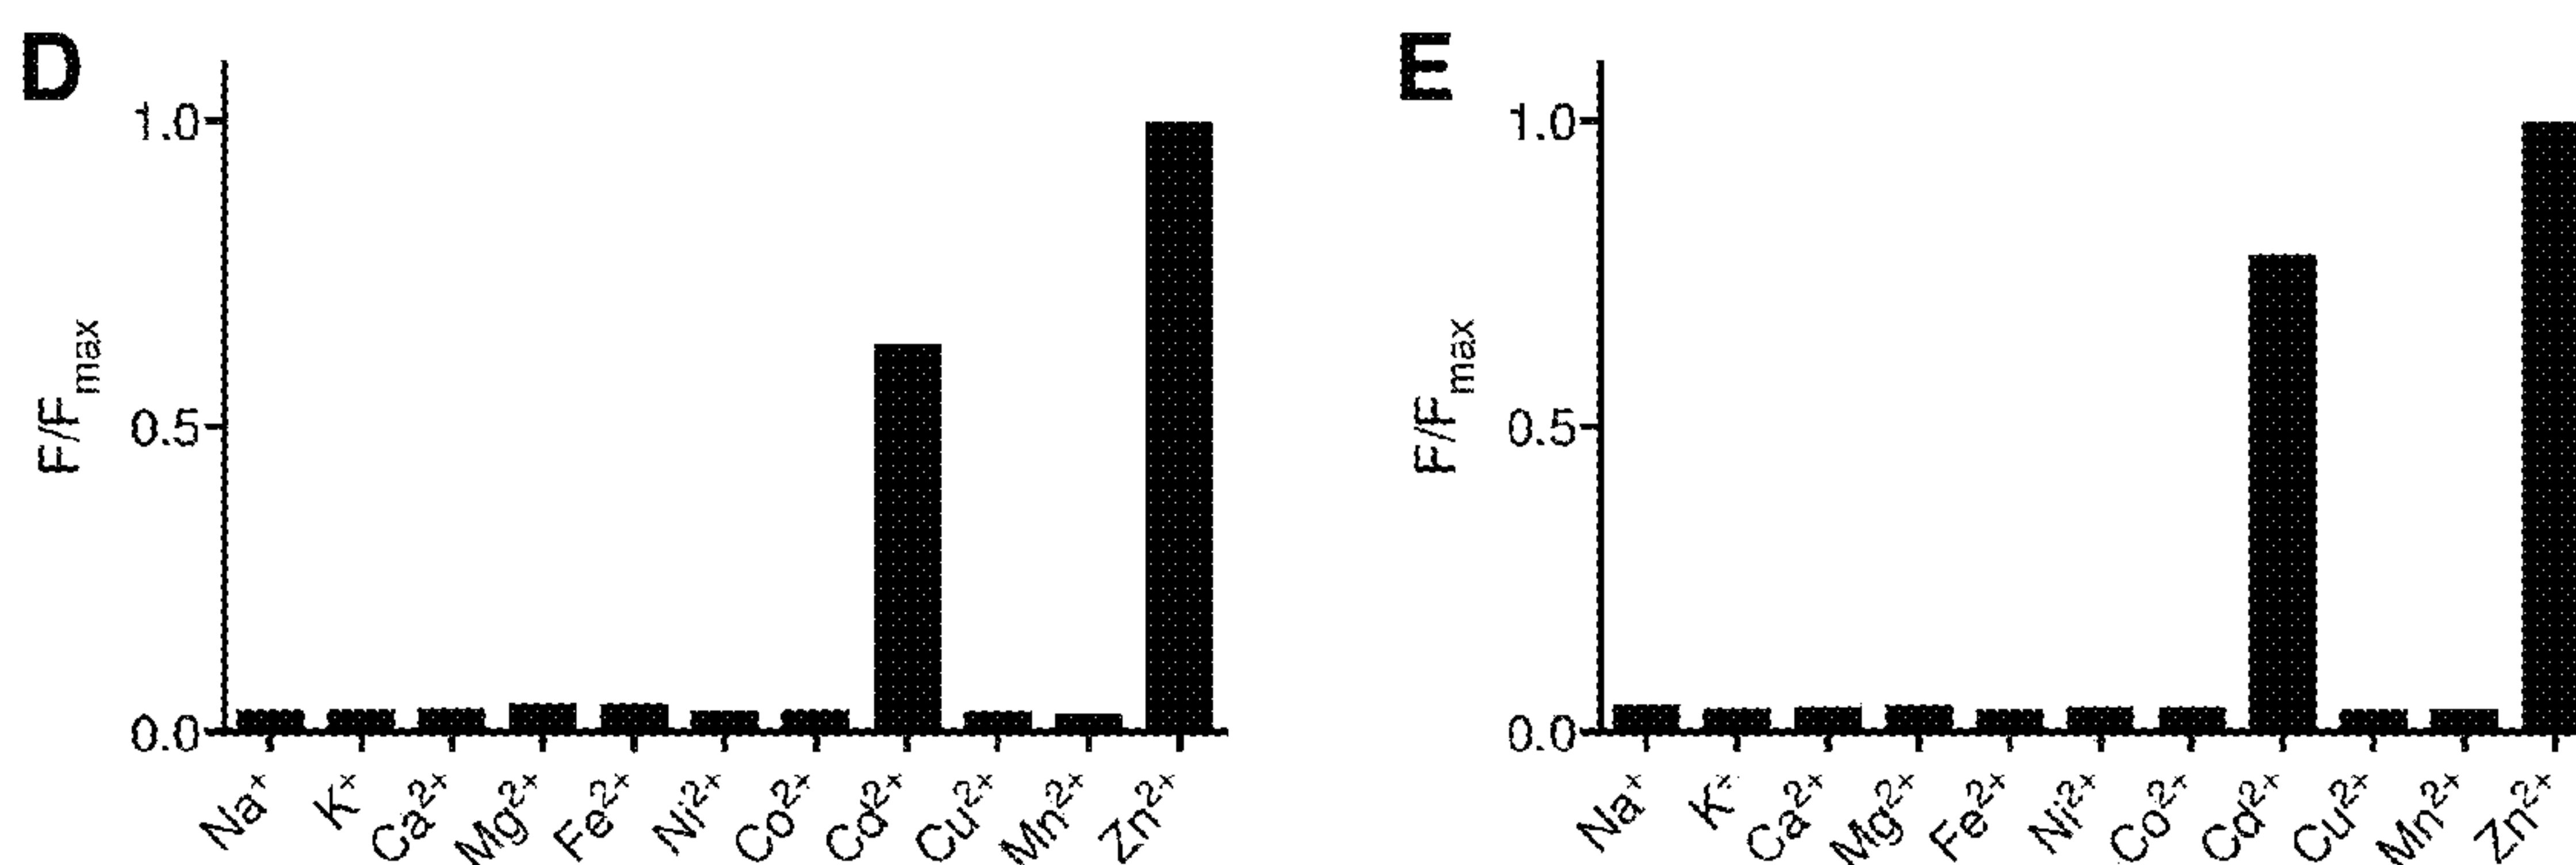 D
1.0
0.5
0.0
F/Fmax
Na+
K+
Ca2+
Mg2+
Fe2+
Ni2+
Co2+
Cd2+
Cu2+
Mn2+
Zn2+
E
1.0
0.5
0.0
F/Fmax
Na+
K+
Ca2+
Mg2+
Fe2+
Ni2+
Co2+
Cd2+
Cu2+
Mn2+
Zn2+